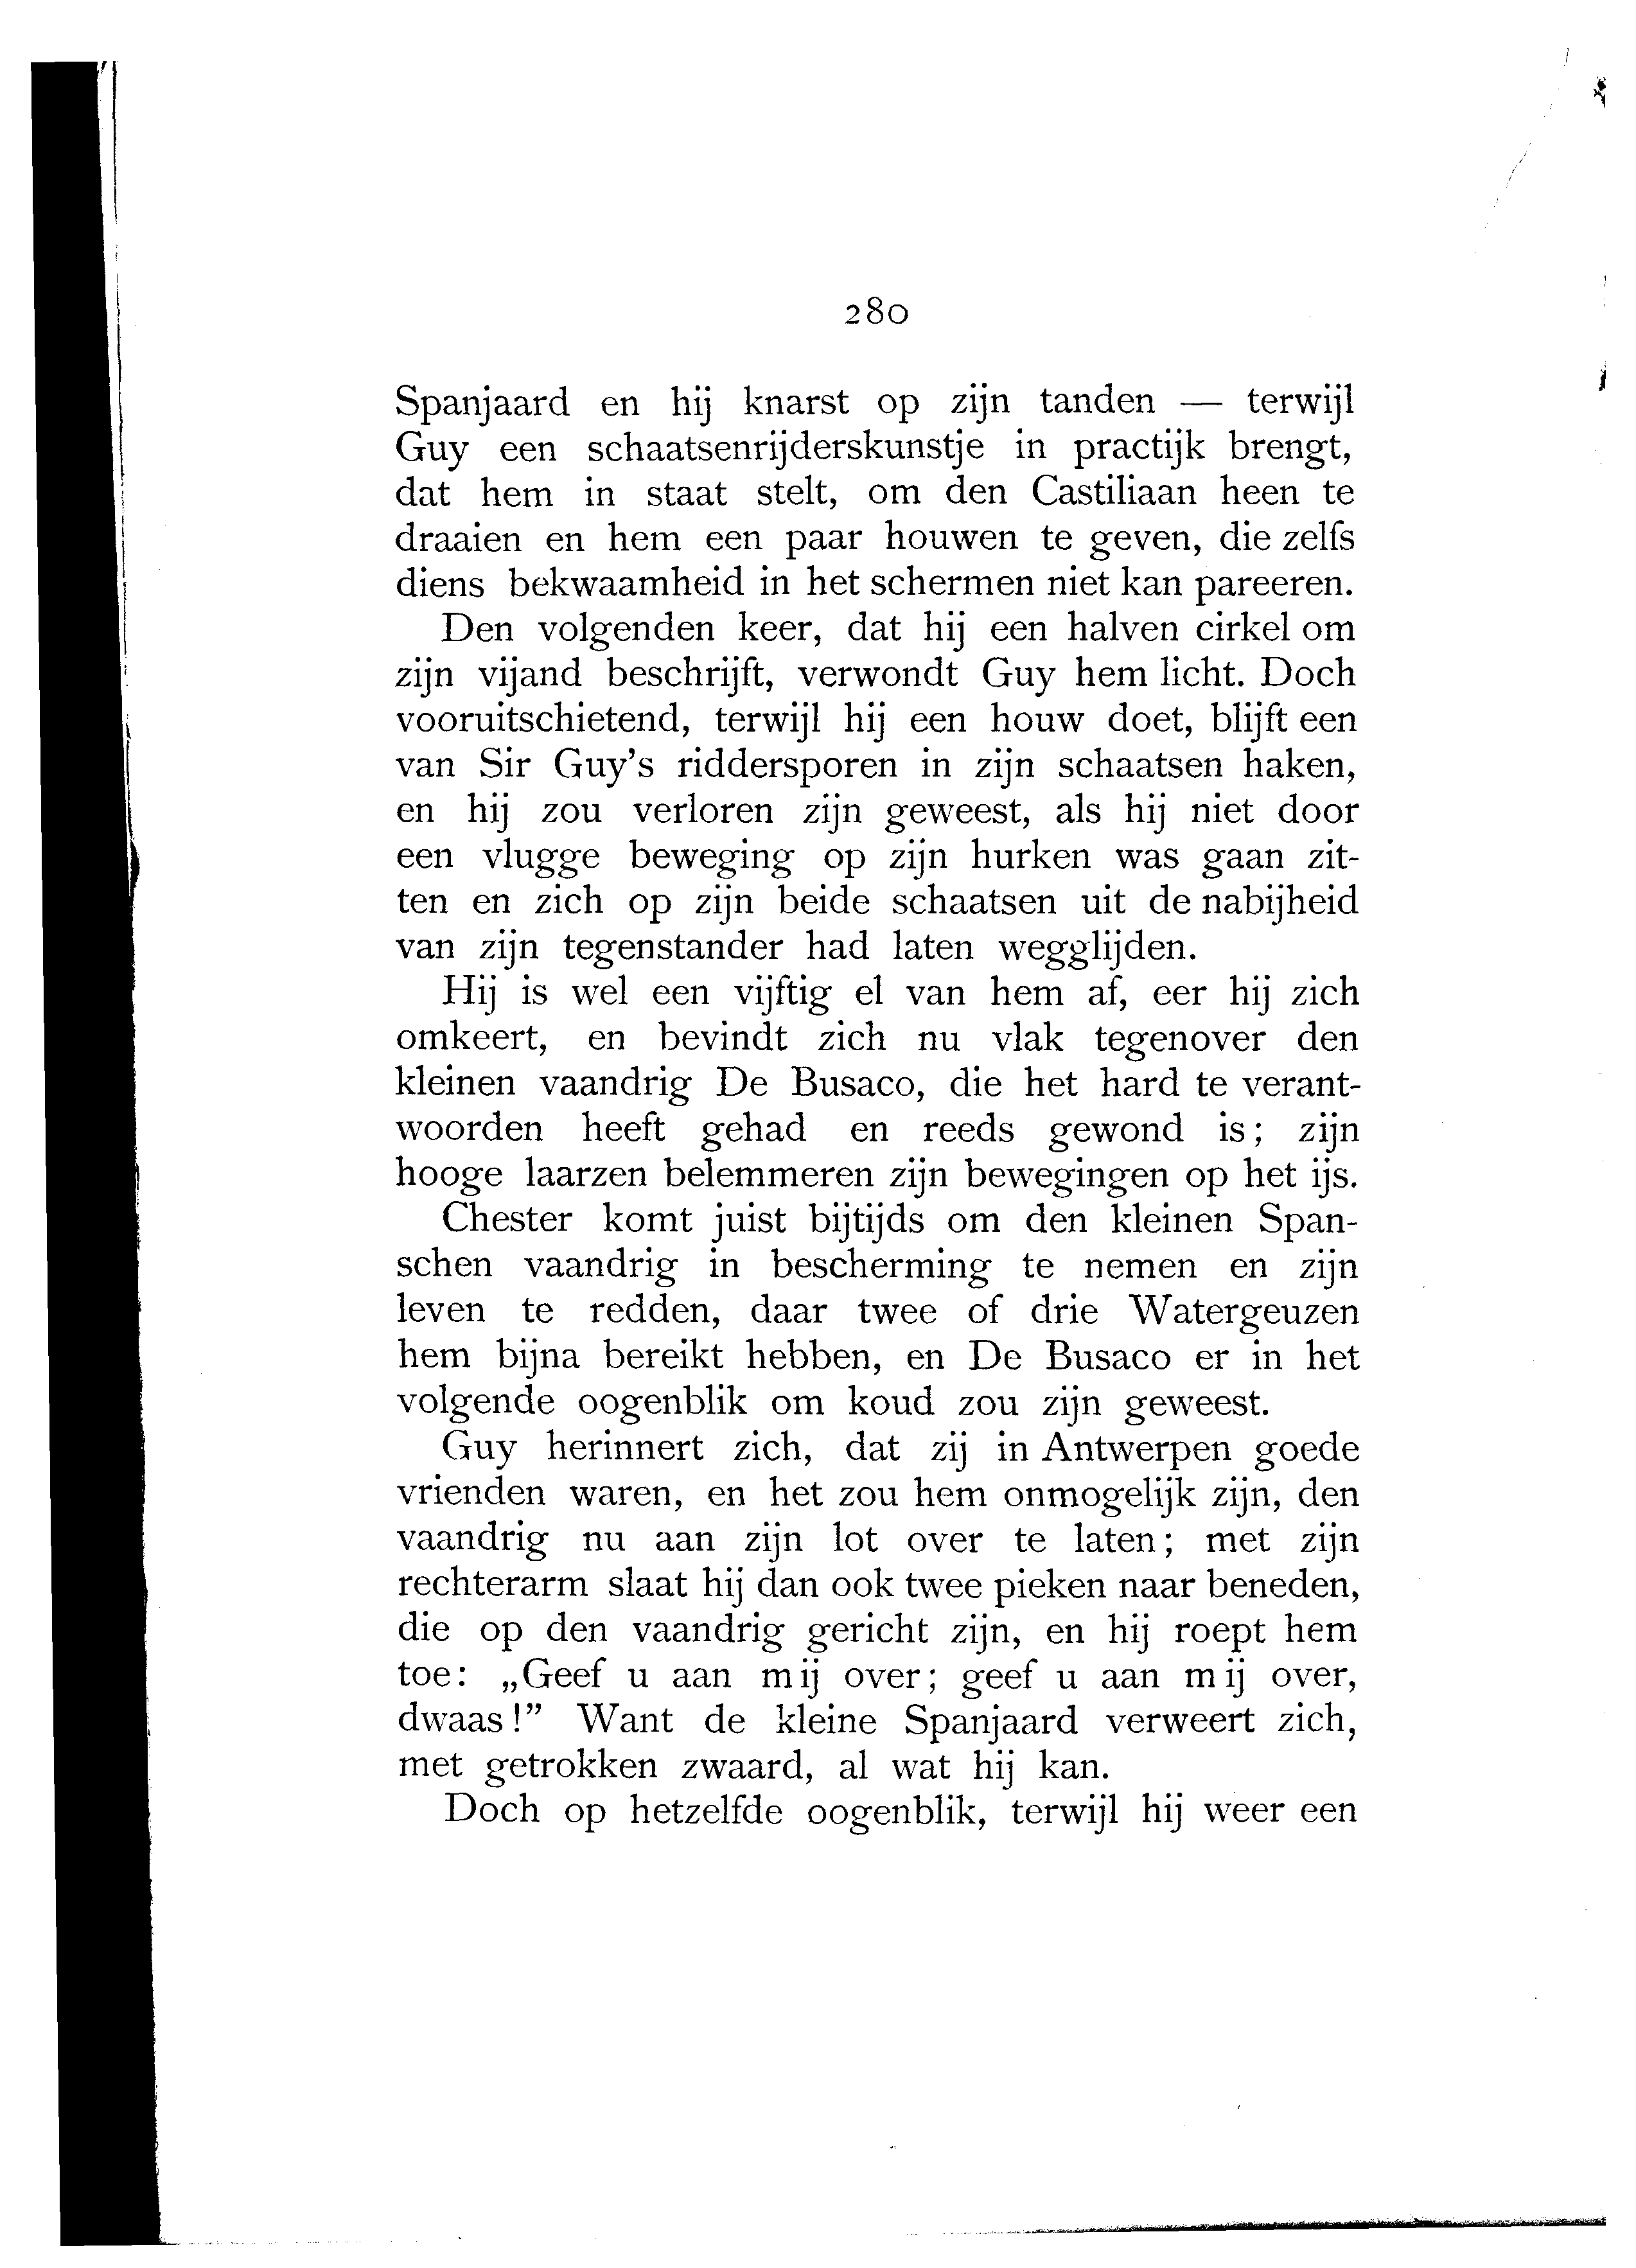 280
Spanjaard en hij knarst op zijn tanden — terwijl
Guy een schaatsenrijderskunstje in practijk brengt,
dat hem in staat stelt, om den Castiliaan heen te
draaien en hem een paar houwen te geven, die zelfs
diens bekwaamheid in het schermen niet kan pareeren.
Den volgenden keer, dat hij een halven cirkel om
zijn vijand beschrijft, verwondt Guy hem licht. Doch
vooruitschietend, terwijl hij een houw doet, blijft een
van Sir Guy's riddersporen in zijn schaatsen haken,
en hij zou verloren zijn geweest, als hij niet door
een vlugge beweging op zijn hurken was gaan zit-
ten en zich op zijn beide schaatsen uit de nabijheid
van zijn tegenstander had laten wegglijden.
Hij is wel een vijftig el van hem af, eer hij zich
omkeert, en bevindt zich nu vlak tegenover den
kleinen vaandrig De Busaco, die het hard te verant-
woorden heeft gehad en reeds gewond is; zijn
hooge laarzen belemmeren zijn bewegingen op het ijs.
Chester komt juist bijtijds om den kleinen Span-
schen vaandrig in bescherming te nemen en zijn
leven te redden, daar twee of drie Watergeuzen
hem bijna bereikt hebben, en De Busaco er in het
volgende oogenblik om koud zou zijn geweest.
Guy herinnert zich, dat zij in Antwerpen goede
vrienden waren, en het zou hem onmogelijk zijn, den
vaandrig nu aan zijn lot over te laten; met zijn
rechterarm slaat hij dan ook twee pieken naar beneden,
die op den vaandrig gericht zijn, en hij roept hem
toe: „Geef u aan mij over; geef u aan mij over,
dwaas!” Want de kleine Spanjaard verweert zich,
met getrokken zwaard, al wat hij kan.
Doch op hetzelfde oogenblik, terwijl hij weer een